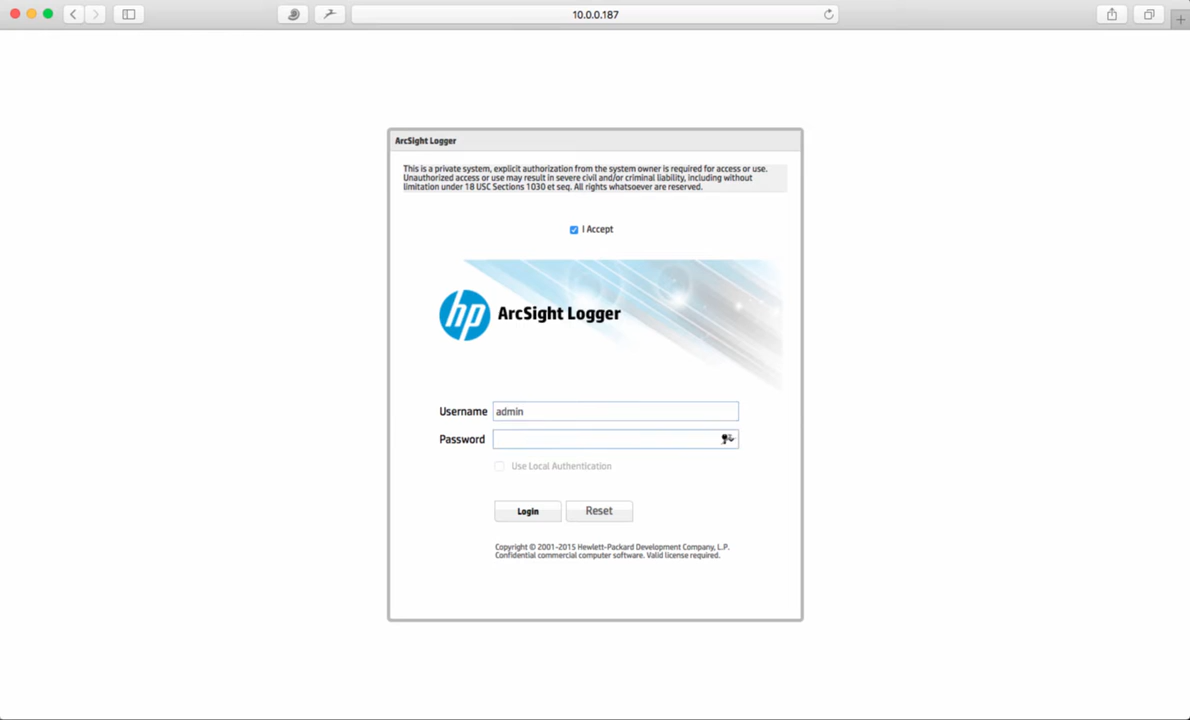 10.0.0.187
ArcSight Logger
This is a private system, explicit authorization from the system owner is required for access or use.
Unauthorized access or use may result in severe civil and/or criminal liability, including without
limitation under 18 USC Sections 1030 et seq. All rights whatsoever are reserved.
I Accept
hp ArcSight Logger
Username admin
Password
Use Local Authentication
Login Reset
Copyright © 2001-2015 Hewlett-Packard Development Company, L.P.
Confidential commercial computer software. Valid license required.